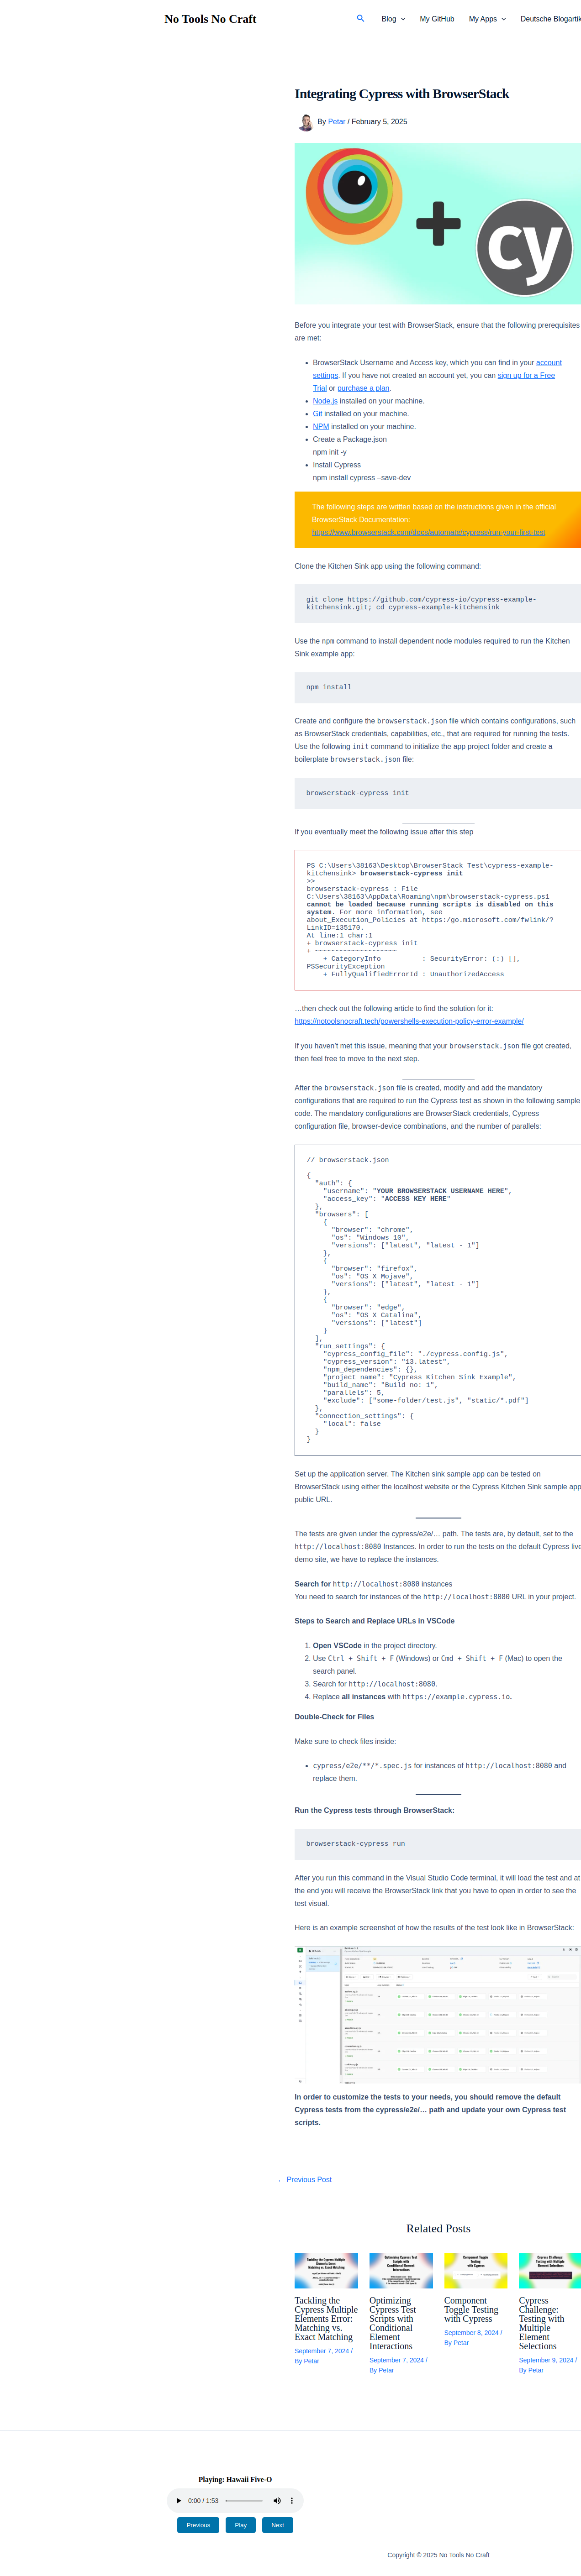 No Tools No Craft
Blog
My GitHub
My Apps
Deutsche Blogartik
Integrating Cypress with BrowserStack
By Petar / February 5, 2025
cy
Before you integrate your test with BrowserStack, ensure that the following prerequisites
are met:
BrowserStack Username and Access key, which you can find in your account
settings. If you have not created an account yet, you can sign up for a Free
Trial or purchase a plan.
Node.js installed on your machine.
Git installed on your machine.
NPM installed on your machine.
Create a Package.json
npm init -y
Install Cypress
npm install cypress –save-dev
The following steps are written based on the instructions given in the official
BrowserStack Documentation:
https://www.browserstack.com/docs/automate/cypress/run-your-first-test
Clone the Kitchen Sink app using the following command:
git clone https://github.com/cypress-io/cypress-example-
kitchensink.git; cd cypress-example-kitchensink
Use the npm command to install dependent node modules required to run the Kitchen
Sink example app:
npm install
Create and configure the browserstack.json file which contains configurations, such
as BrowserStack credentials, capabilities, etc., that are required for running the tests.
Use the following init command to initialize the app project folder and create a
boilerplate browserstack.json file:
browserstack-cypress init
If you eventually meet the following issue after this step
PS C:\Users\38163\Desktop\BrowserStack Test\cypress-example-
kitchensink> browserstack-cypress init
>>
browserstack-cypress : File
C:\Users\38163\AppData\Roaming\npm\browserstack-cypress.ps1
cannot be loaded because running scripts is disabled on this
system. For more information, see
about_Execution_Policies at https:/go.microsoft.com/fwlink/?
LinkID=135170.
At line:1 char:1
+ browserstack-cypress init
+ ~~~~~~~~~~~~~~~~~~~~
+ CategoryInfo : SecurityError: (:) [],
PSSecurityException
+ FullyQualifiedErrorId : UnauthorizedAccess
…then check out the following article to find the solution for it:
https://notoolsnocraft.tech/powershells-execution-policy-error-example/
If you haven't met this issue, meaning that your browserstack.json file got created,
then feel free to move to the next step.
After the browserstack.json file is created, modify and add the mandatory
configurations that are required to run the Cypress test as shown in the following sample
code. The mandatory configurations are BrowserStack credentials, Cypress
configuration file, browser-device combinations, and the number of parallels:
// browserstack.json
{
"auth": {
"username": "YOUR BROWSERSTACK USERNAME HERE",
"access_key": "ACCESS KEY HERE"
},
"browsers": [
{
"browser": "chrome",
"os": "Windows 10",
"versions": ["latest", "latest - 1"]
},
{
"browser": "firefox",
"os": "OS X Mojave",
"versions": ["latest", "latest - 1"]
},
{
"browser": "edge",
"os": "OS X Catalina",
"versions": ["latest"]
}
],
"run_settings": {
"cypress_config_file": "./cypress.config.js",
"cypress_version": "13.latest",
"npm_dependencies": {},
"project_name": "Cypress Kitchen Sink Example",
"build_name": "Build no: 1",
"parallels": 5,
"exclude": ["some-folder/test.js", "static/*.pdf"]
},
"connection_settings": {
"local": false
}
}
Set up the application server. The Kitchen sink sample app can be tested on
BrowserStack using either the localhost website or the Cypress Kitchen Sink sample app
public URL.
The tests are given under the cypress/e2e/… path. The tests are, by default, set to the
http://localhost:8080 Instances. In order to run the tests on the default Cypress live
demo site, we have to replace the instances.
Search for http://localhost:8080 instances
You need to search for instances of the http://localhost:8080 URL in your project.
Steps to Search and Replace URLs in VSCode
1. Open VSCode in the project directory.
2. Use Ctrl + Shift + F (Windows) or Cmd + Shift + F (Mac) to open the
search panel.
3. Search for http://localhost:8080.
4. Replace all instances with https://example.cypress.io.
Double-Check for Files
Make sure to check files inside:
cypress/e2e/**/*.spec.js for instances of http://localhost:8080 and
replace them.
Run the Cypress tests through BrowserStack:
browserstack-cypress run
After you run this command in the Visual Studio Code terminal, it will load the test and at
the end you will receive the BrowserStack link that you have to open in order to see the
test visual.
Here is an example screenshot of how the results of the test look like in BrowserStack:
In order to customize the tests to your needs, you should remove the default
Cypress tests from the cypress/e2e/… path and update your own Cypress test
scripts.
← Previous Post
Related Posts
Tackling the
Cypress Multiple
Elements Error:
Matching vs.
Exact Matching
September 7, 2024 /
By Petar
Optimizing
Cypress Test
Scripts with
Conditional
Element
Interactions
September 7, 2024 /
By Petar
Component
Toggle Testing
with Cypress
September 8, 2024 /
By Petar
Cypress
Challenge:
Testing with
Multiple
Element
Selections
September 9, 2024 /
By Petar
Playing: Hawaii Five-O
0:00 / 1:53
Previous
Play
Next
Copyright © 2025 No Tools No Craft